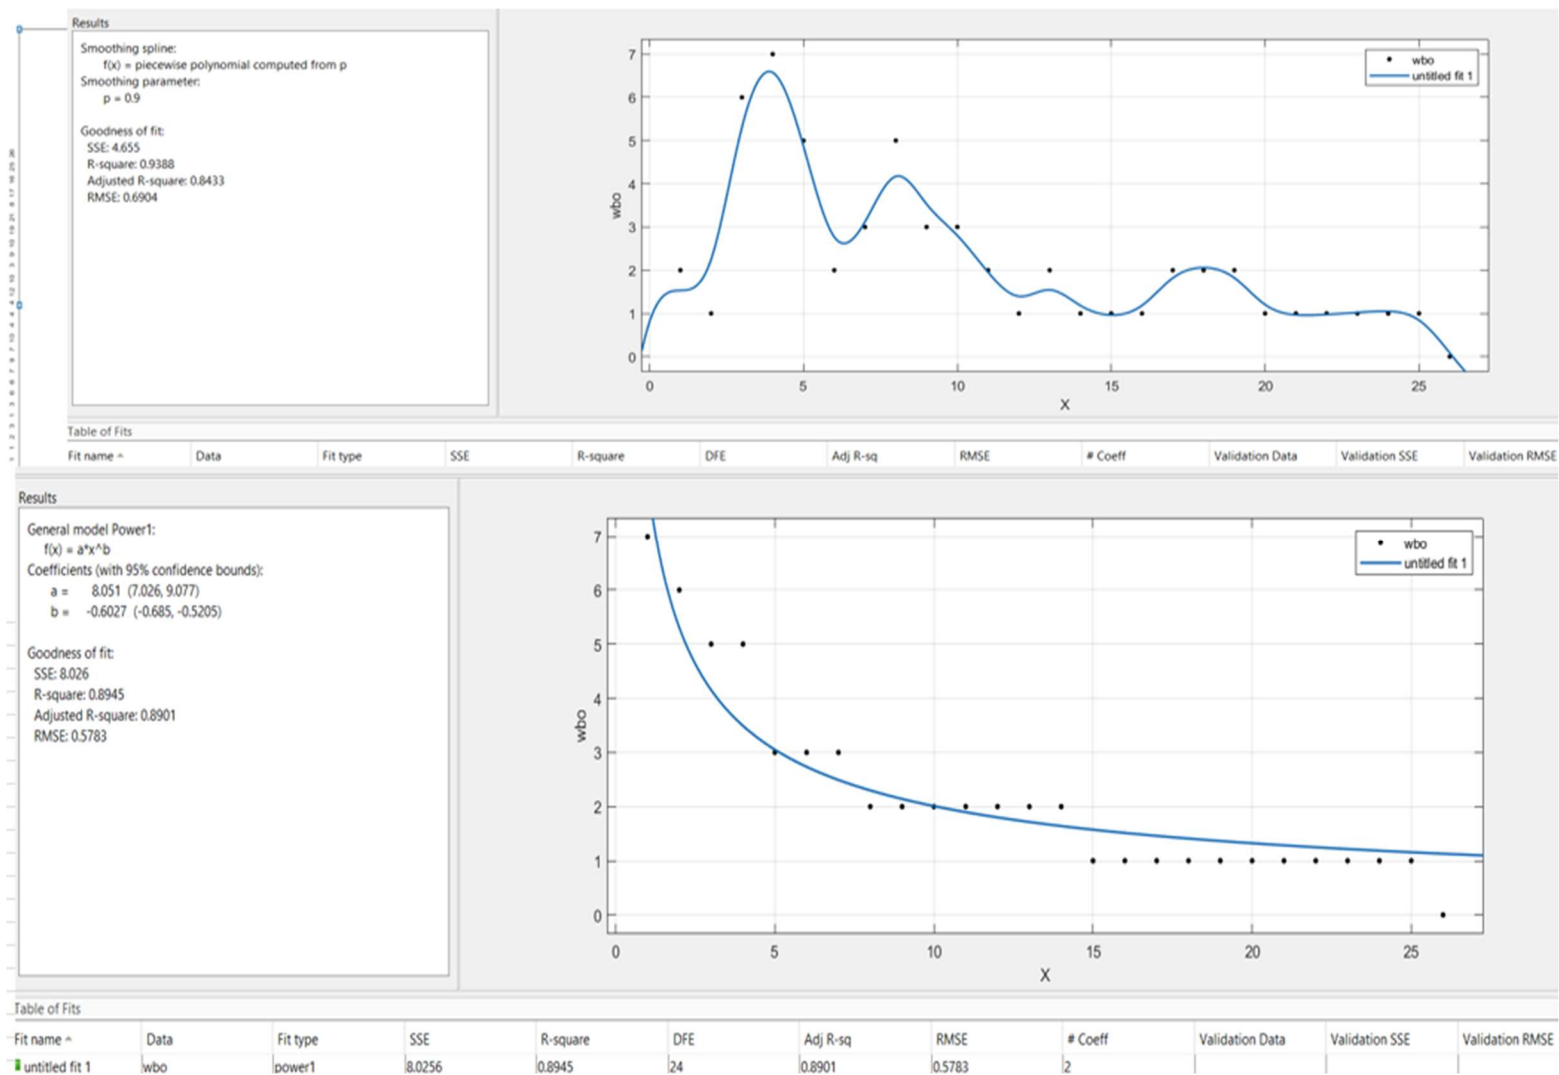 Results
Smoothing spline:
f(x) = piecewise polynomial computed from p
Smoothing parameter:
p = 0.9
Goodness of fit:
SSE: 4.655
R-square: 0.9388
Adjusted R-square: 0.8433
RMSE: 0.6904
wbo
untitled fit 1
7
6
5
4
3
2
1
0
wbo
0 5 10 15 20 25
X
Table of Fits
Fit name Data Fit type SSE R-square DFE Adj R-sq RMSE # Coeff Validation Data Validation SSE Validation RMSE
Results
General model Power1:
f(x) = a*x^b
Coefficients (with 95% confidence bounds):
a = 8.051 (7.026, 9.077)
b = -0.6027 (-0.685, -0.5205)
Goodness of fit:
SSE: 8.026
R-square: 0.8945
Adjusted R-square: 0.8901
RMSE: 0.5783
wbo
untitled fit 1
7
6
5
4
3
2
1
0
wbo
0 5 10 15 20 25
X
Table of Fits
Fit name Data Fit type SSE R-square DFE Adj R-sq RMSE # Coeff Validation Data Validation SSE Validation RMSE
untitled fit 1 wbo power1 8.0256 0.8945 24 0.8901 0.5783 2